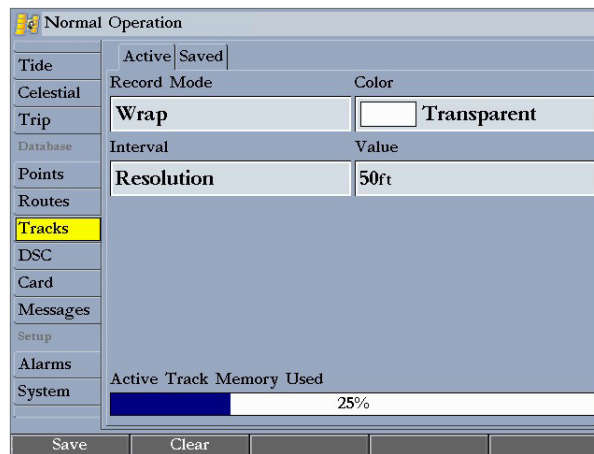 Normal Operation
Tide
Celestial
Trip
Database
Points
Routes
Tracks
DSC
Card
Messages
Setup
Alarms
System
Active Saved
Record Mode Color
Wrap Transparent
Interval Value
Resolution 50ft
Active Track Memory Used
25%
Save Clear